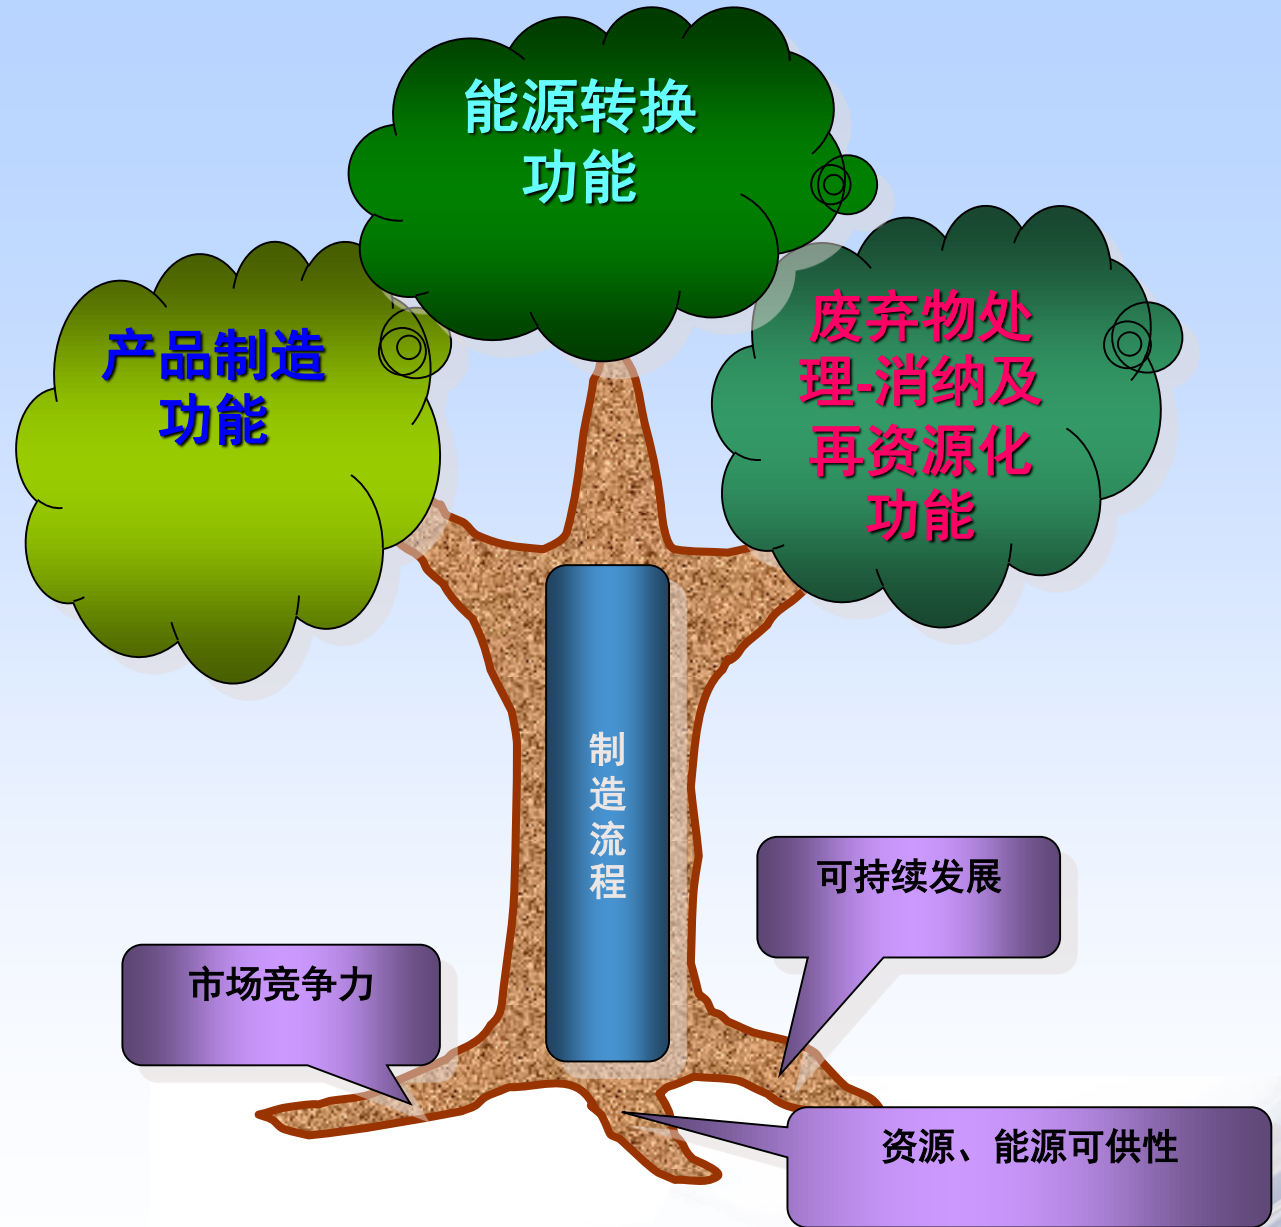 能源转换
功能
产品制造
功能
废弃物处
理-消纳及
再资源化
功能
制
造
流
程
可持续发展
市场竞争力
资源、能源可供性